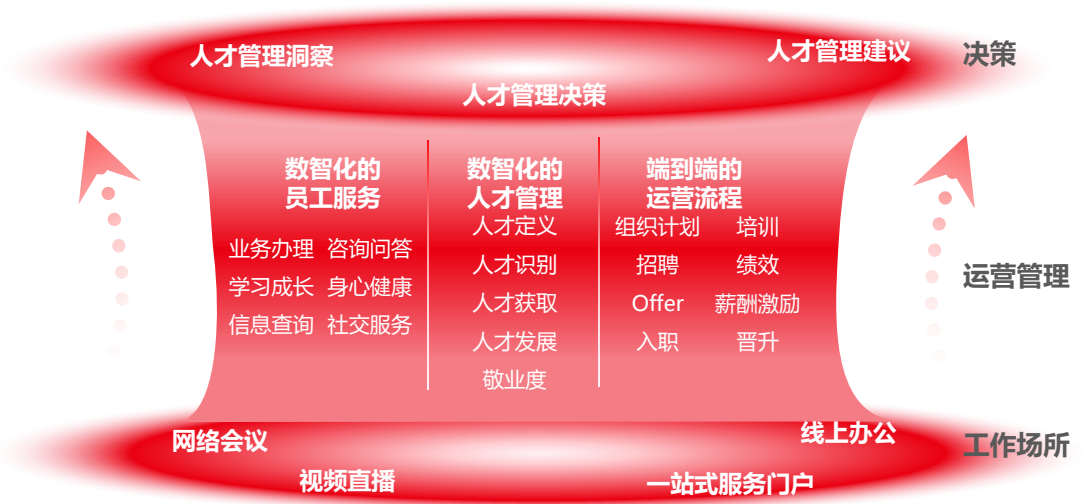 人才管理洞察
人才管理建议
决策
人才管理决策
数智化的
员工服务
业务办理 咨询问答
学习成长 身心健康
信息查询 社交服务
数智化的
人才管理
人才定义
人才识别
人才获取
人才发展
敬业度
端到端的
运营流程
组织计划 培训
招聘 绩效
Offer 薪酬激励
入职 晋升
运营管理
网络会议
线上办公
工作场所
视频直播
一站式服务门户